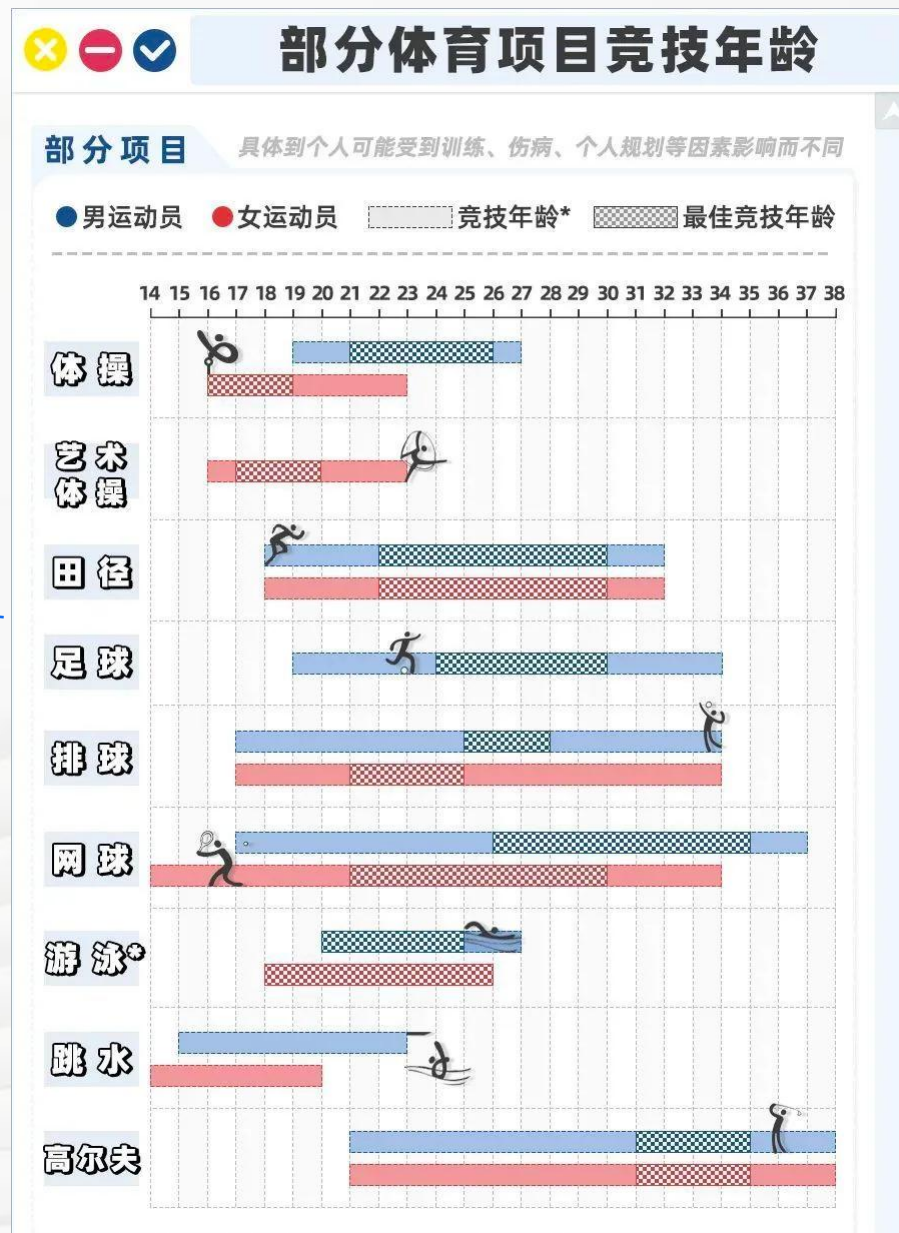 部分体育项目竞技年龄
部分项目
具体到个人可能受到训练、伤病、个人规划等因素影响而不同
男运动员 女运动员 竞技年龄* 最佳竞技年龄
14 15 16 17 18 19 20 21 22 23 24 25 26 27 28 29 30 31 32 33 34 35 36 37 38
体操
艺术
体操
田径
足球
排球
网球
游泳*
跳水
高尔夫